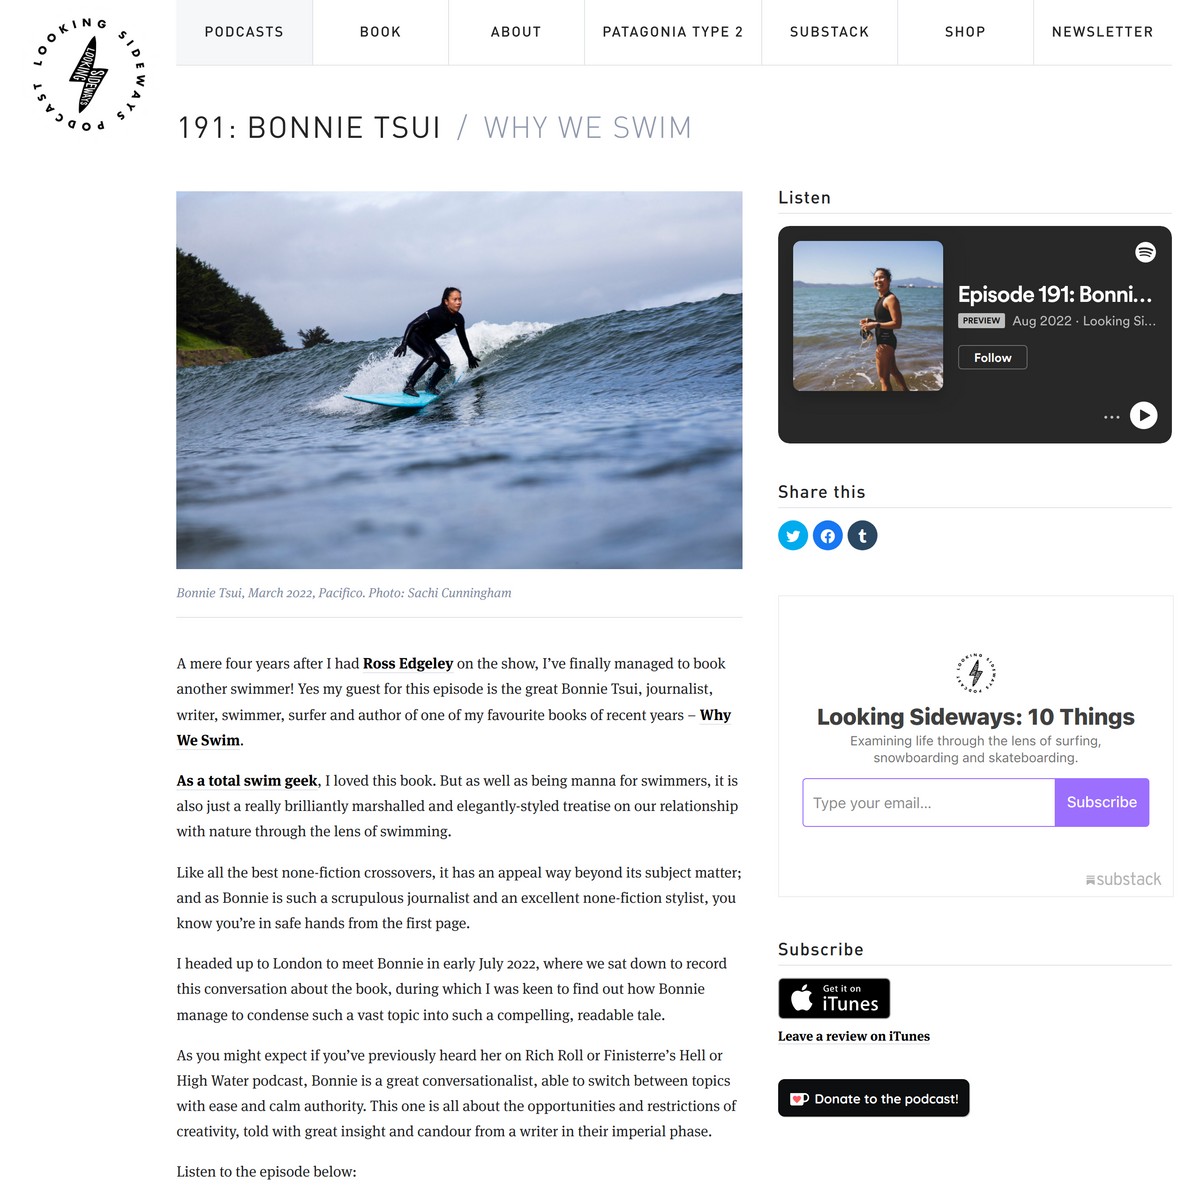 LOOKING SIDEWAYS PODCAST
LOOKING
SIDEWAYS
PODCASTS
BOOK
ABOUT
PATAGONIA TYPE 2
SUBSTACK
SHOP
NEWSLETTER
191: BONNIE TSUI / WHY WE SWIM
Bonnie Tsui, March 2022, Pacifico. Photo: Sachi Cunningham
A mere four years after I had Ross Edgeley on the show, I’ve finally managed to book
another swimmer! Yes my guest for this episode is the great Bonnie Tsui, journalist,
writer, swimmer, surfer and author of one of my favourite books of recent years – Why
We Swim.
As a total swim geek, I loved this book. But as well as being manna for swimmers, it is
also just a really brilliantly marshalled and elegantly-styled treatise on our relationship
with nature through the lens of swimming.
Like all the best none-fiction crossovers, it has an appeal way beyond its subject matter;
and as Bonnie is such a scrupulous journalist and an excellent none-fiction stylist, you
know you’re in safe hands from the first page.
I headed up to London to meet Bonnie in early July 2022, where we sat down to record
this conversation about the book, during which I was keen to find out how Bonnie
manage to condense such a vast topic into such a compelling, readable tale.
As you might expect if you’ve previously heard her on Rich Roll or Finisterre’s Hell or
High Water podcast, Bonnie is a great conversationalist, able to switch between topics
with ease and calm authority. This one is all about the opportunities and restrictions of
creativity, told with great insight and candour from a writer in their imperial phase.
Listen to the episode below:
Listen
Episode 191: Bonni...
PREVIEW Aug 2022 · Looking Si...
Follow
Share this
LOOKING SIDEWAYS PODCAST
Looking Sideways: 10 Things
Examining life through the lens of surfing,
snowboarding and skateboarding.
Type your email...
Subscribe
substack
Subscribe
Get it on
iTunes
Leave a review on iTunes
Donate to the podcast!